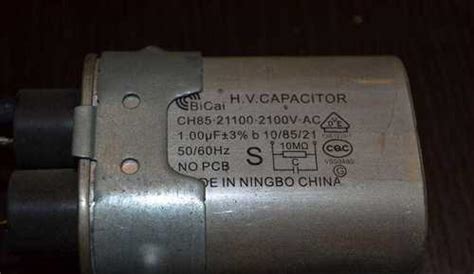 BiCai H.V.CAPACITOR
CH85-21100-2100V-AC
1.00μF±3% b 10/85/21
50/60Hz S 10MΩ
C
NO PCB
DE IN NINGBO CHINA
CQC
G